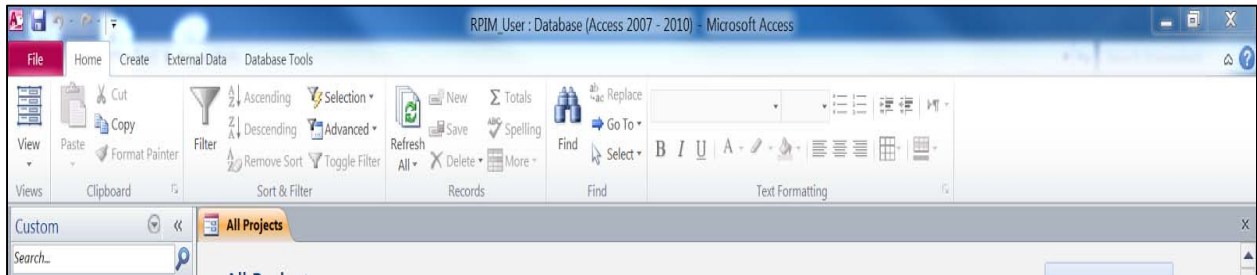 RPIM_User : Database (Access 2007 - 2010) - Microsoft Access
File Home Create External Data Database Tools
Cut
Copy
Format Painter
View
Paste
Ascending
Descending
Remove Sort
Filter
Selection
Advanced
Toggle Filter
Refresh All
New
Save
Delete
Totals
Spelling
More
Find
Replace
Go To
Select
B I U A
Views Clipboard Sort & Filter Records Find Text Formatting
Custom
All Projects
Search...